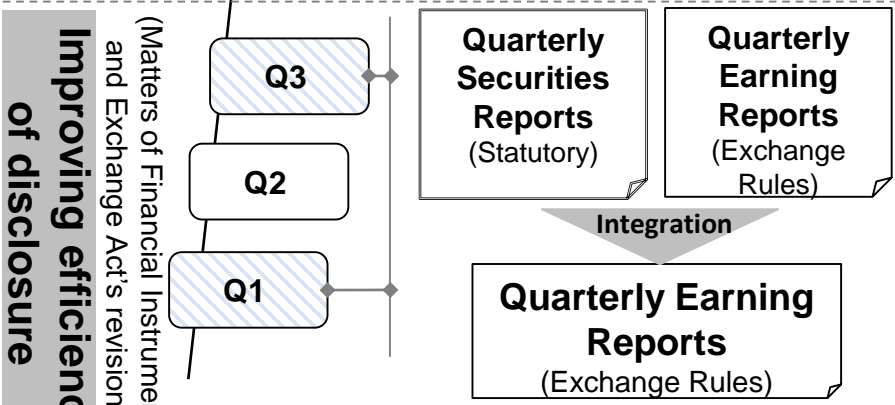 Improving efficienc
of disclosure
(Matters of Financial Instrume
and Exchange Act's revision
Q3
Q2
Q1
Quarterly
Securities
Reports
(Statutory)
Quarterly
Earning
Reports
(Exchange
Rules)
Integration
Quarterly Earning
Reports
(Exchange Rules)